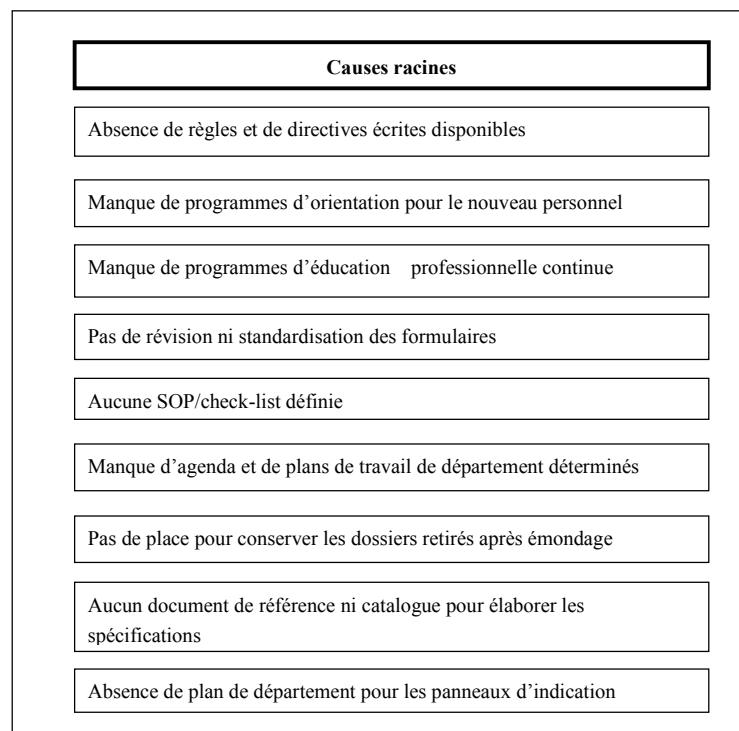 Causes racines
Absence de règles et de directives écrites disponibles
Manque de programmes d’orientation pour le nouveau personnel
Manque de programmes d’éducation professionnelle continue
Pas de révision ni standardisation des formulaires
Aucune SOP/check-list définie
Manque d’agenda et de plans de travail de département déterminés
Pas de place pour conserver les dossiers retirés après émondage
Aucun document de référence ni catalogue pour élaborer les
spécifications
Absence de plan de département pour les panneaux d’indication